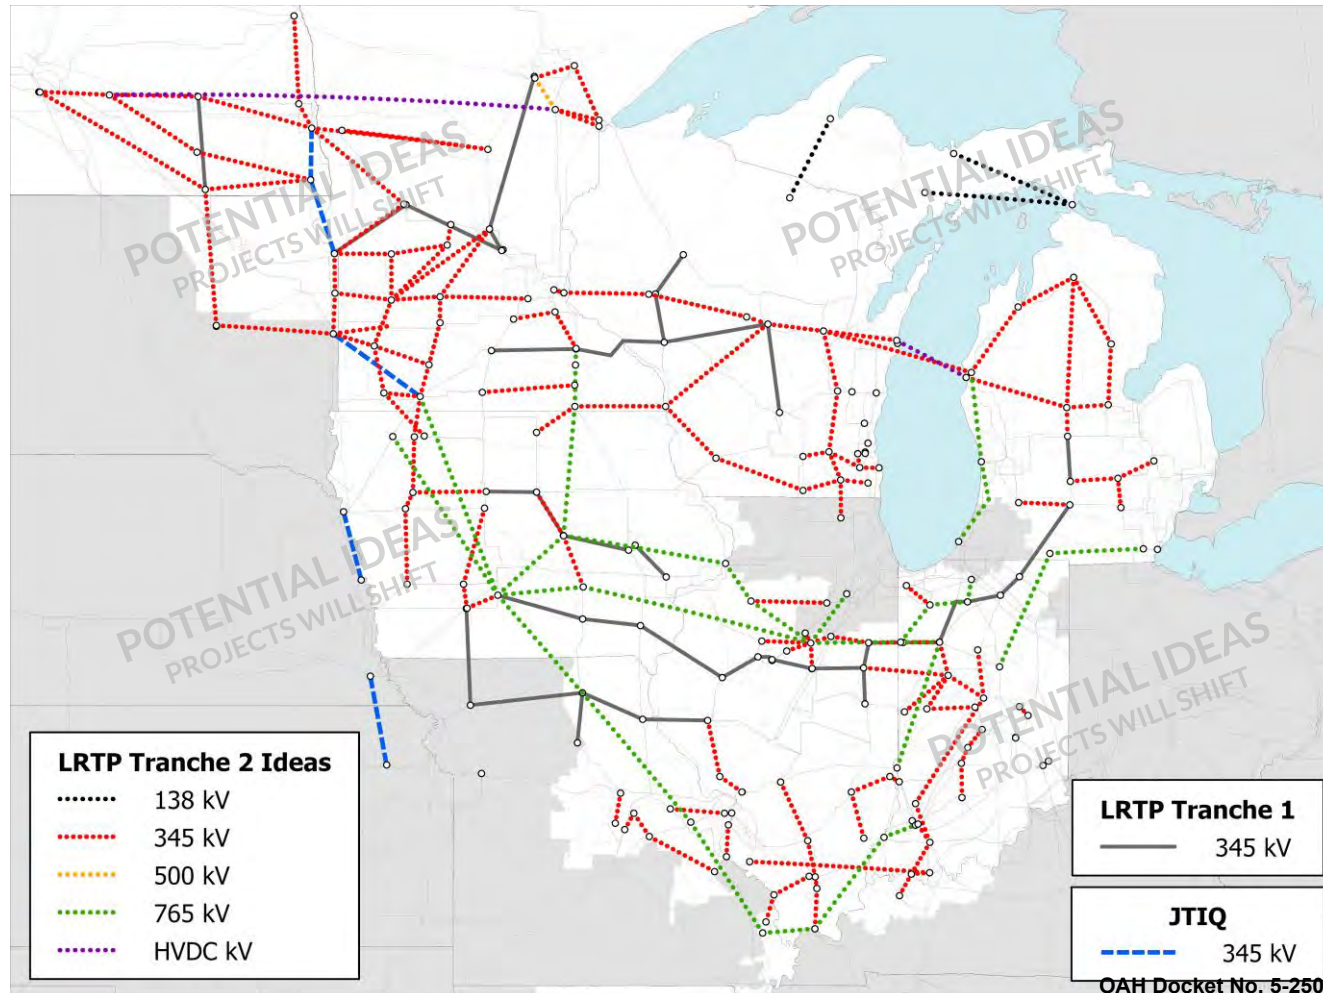 POTENTIAL IDEAS
PROJECTS WILL SHIFT
POTENTIAL IDEAS
PROJECTS WILL SHIFT
POTENTIAL IDEAS
PROJECTS WILL SHIFT
POTENTIAL IDEAS
PROJECTS WILL SHIFT
LRTP Tranche 2 Ideas
138 kV
345 kV
500 kV
765 kV
HVDC kV
LRTP Tranche 1
345 kV
JTIQ
345 kV
OAH Docket No. 5-250